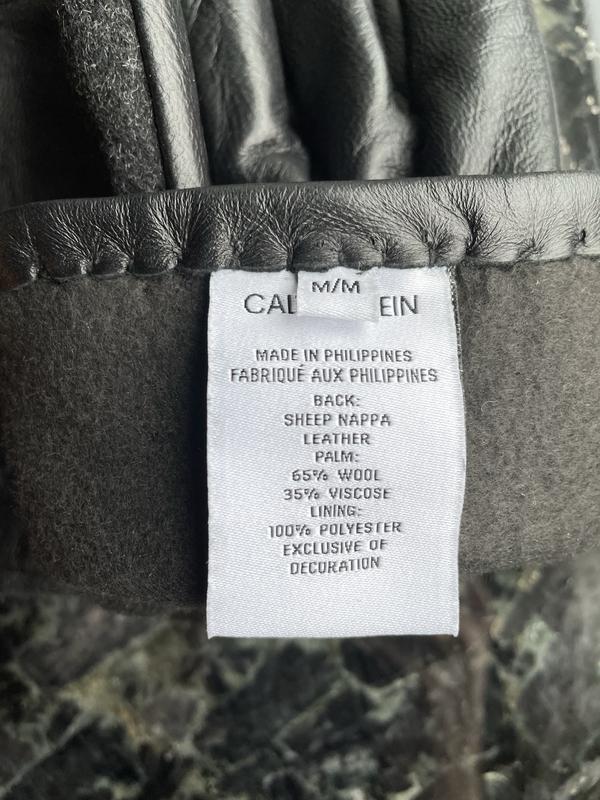 M/M
CAL EIN
MADE IN PHILIPPINES
FABRIQUÉ AUX PHILIPPINES
BACK:
SHEEP NAPPA
LEATHER
PALM:
65% WOOL
35% VISCOSE
LINING:
100% POLYESTER
EXCLUSIVE OF
DECORATION